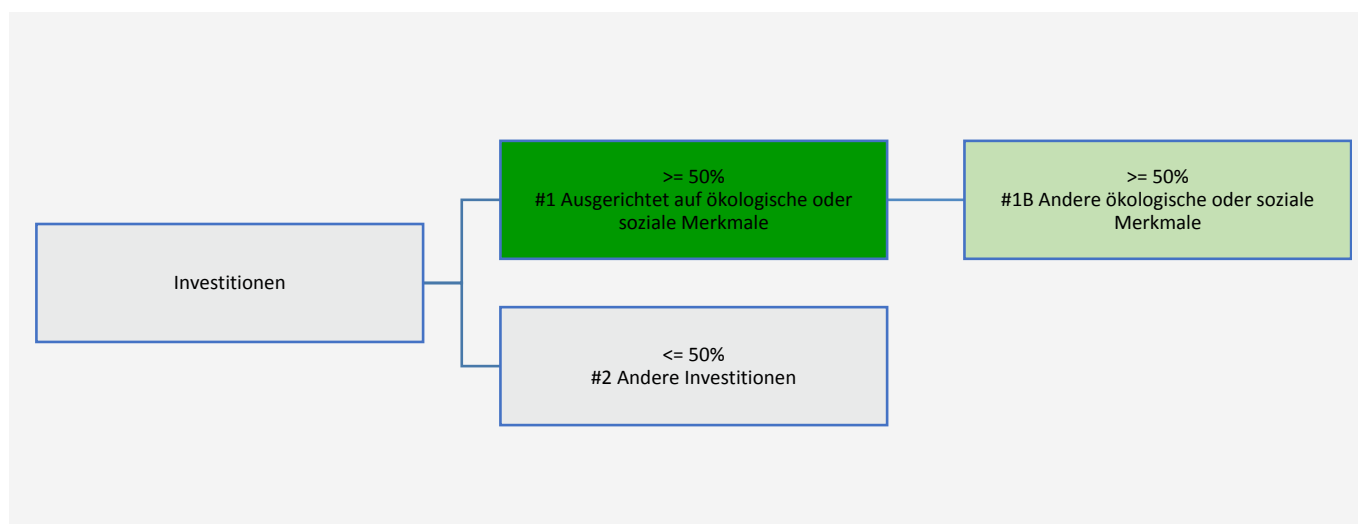 Investitionen
>= 50%
#1 Ausgerichtet auf ökologische oder
soziale Merkmale
>= 50%
#1B Andere ökologische oder soziale
Merkmale
<= 50%
#2 Andere Investitionen